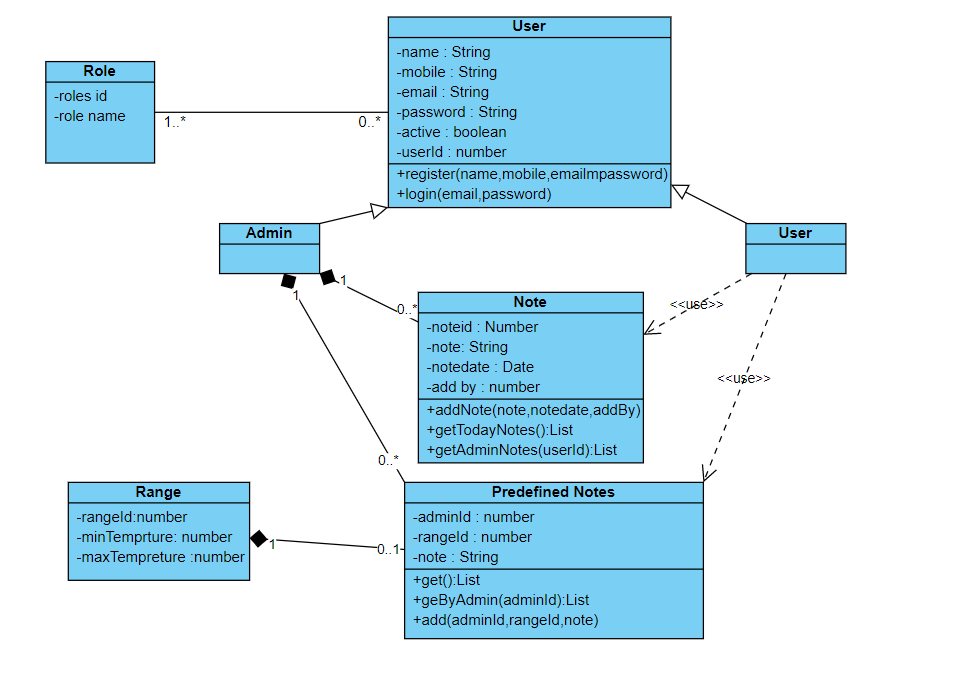 User
-name : String
-mobile : String
-email : String
-password : String
-active : boolean
-userId : number
+register(name,mobile,emailmpassword)
+login(email,password)
Role
-roles id
-role name
1..*
0..*
Admin
User
1
1
0..*
<<use>>
<<use>>
Note
-noteid : Number
-note: String
-notedate : Date
-add by : number
+addNote(note,notedate,addBy)
+getTodayNotes():List
+getAdminNotes(userId):List
0..*
Range
-rangeId:number
-minTemprture: number
-maxTempreture :number
1
0..1
Predefined Notes
-adminId : number
-rangeId : number
-note : String
+get():List
+geByAdmin(adminId):List
+add(adminId,rangeId,note)